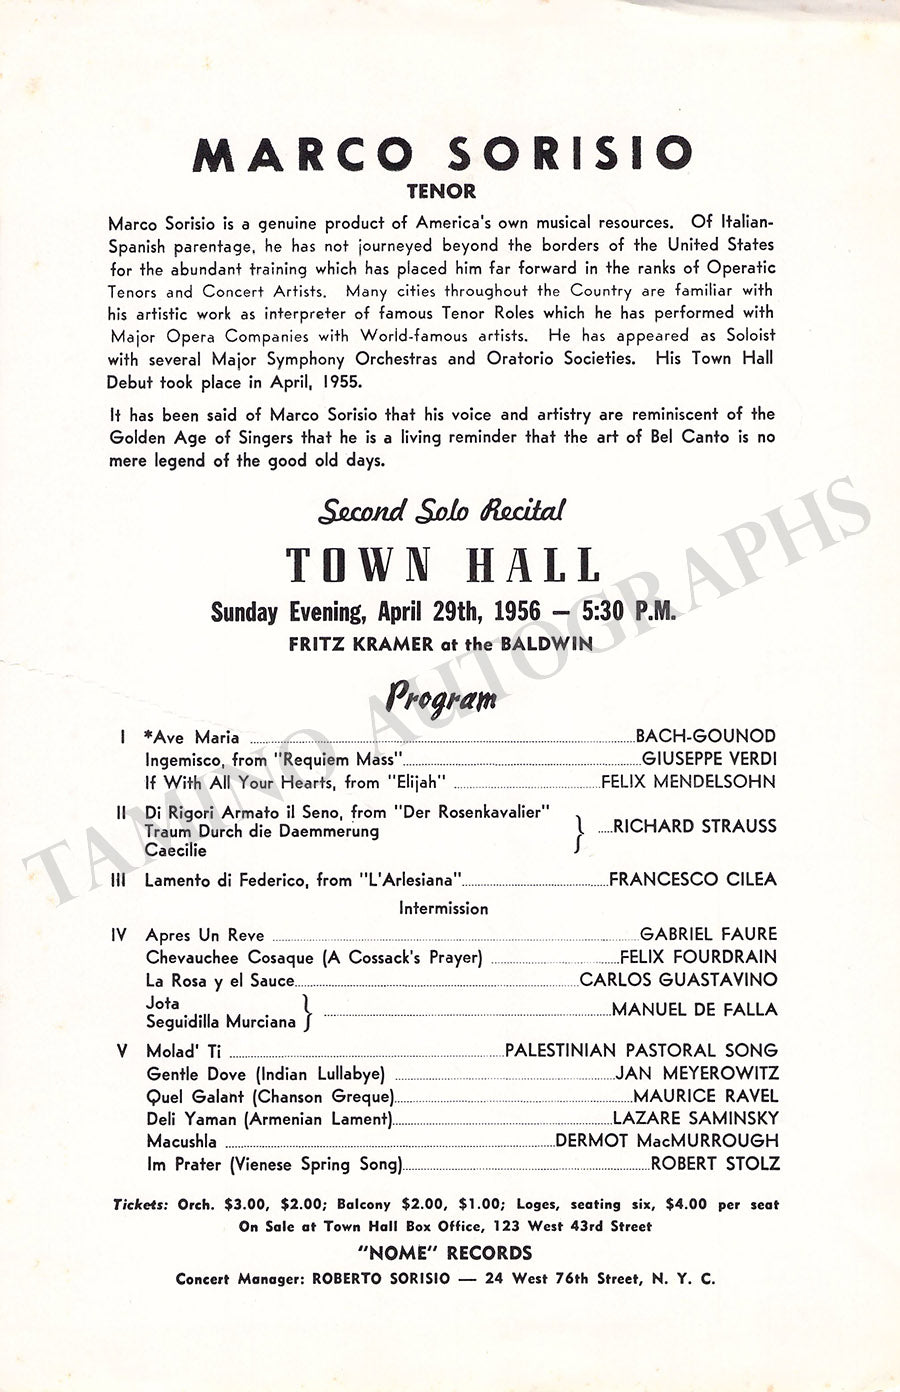 MARCO SORISIO
TENOR
Marco Sorisio is a genuine product of America's own musical resources. Of Italian-
Spanish parentage, he has not journeyed beyond the borders of the United States
for the abundant training which has placed him far forward in the ranks of Operatic
Tenors and Concert Artists. Many cities throughout the Country are familiar with
his artistic work as interpreter of famous Tenor Roles which he has performed with
Major Opera Companies with World-famous artists. He has appeared as Soloist
with several Major Symphony Orchestras and Oratorio Societies. His Town Hall
Debut took place in April, 1955.
It has been said of Marco Sorisio that his voice and artistry are reminiscent of the
Golden Age of Singers that he is a living reminder that the art of Bel Canto is no
mere legend of the good old days.
Second Solo Recital
TOWN HALL
Sunday Evening, April 29th, 1956 — 5:30 P.M.
FRITZ KRAMER at the BALDWIN
Program
I *Ave Maria BACH-GOUNOD
Ingemisco, from "Requiem Mass" GIUSEPPE VERDI
If With All Your Hearts, from "Elijah" FELIX MENDELSOHN
II Di Rigori Armato il Seno, from "Der Rosenkavalier"
Traum Durch die Daemmerung
Caecilie
} RICHARD STRAUSS
III Lamento di Federico, from "L'Arlesiana" FRANCESCO CILEA
Intermission
IV Apres Un Reve GABRIEL FAURE
Chevauchee Cosaque (A Cossack's Prayer) FELIX FOURDRAIN
La Rosa y el Sauce CARLOS GUASTAVINO
Jota
Seguidilla Murciana
} MANUEL DE FALLA
V Molad' Ti PALESTINIAN PASTORAL SONG
Gentle Dove (Indian Lullabye) JAN MEYEROWITZ
Quel Galant (Chanson Greque) MAURICE RAVEL
Deli Yaman (Armenian Lament) LAZARE SAMINSKY
Macushla DERMOT MacMURROUGH
Im Prater (Vienese Spring Song) ROBERT STOLZ
Tickets: Orch. $3.00, $2.00; Balcony $2.00, $1.00; Loges, seating six, $4.00 per seat
On Sale at Town Hall Box Office, 123 West 43rd Street
"NOME" RECORDS
Concert Manager: ROBERTO SORISIO — 24 West 76th Street, N. Y. C.
TAMINO AUTOGRAPHS